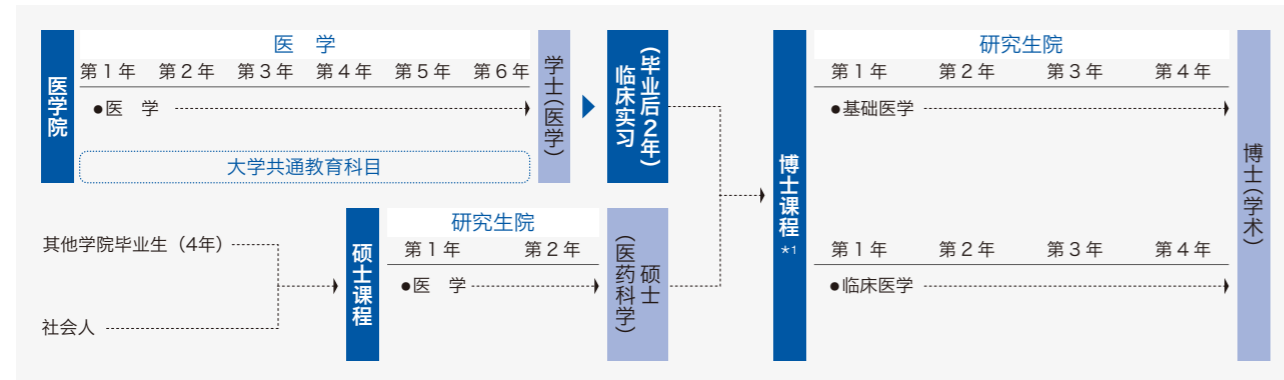 医学院
医 学
第1年 第2年 第3年 第4年 第5年 第6年
●医 学
大学共通教育科目
学士(医学)
临床实习
(毕业后2年)
其他学院毕业生(4年)
社会人
硕士课程
研究生院
第1年 第2年
●医 学
硕士
(医药科学)
博士课程
*1
研究生院
第1年 第2年 第3年 第4年
●基础医学
第1年 第2年 第3年 第4年
●临床医学
博士(学术)